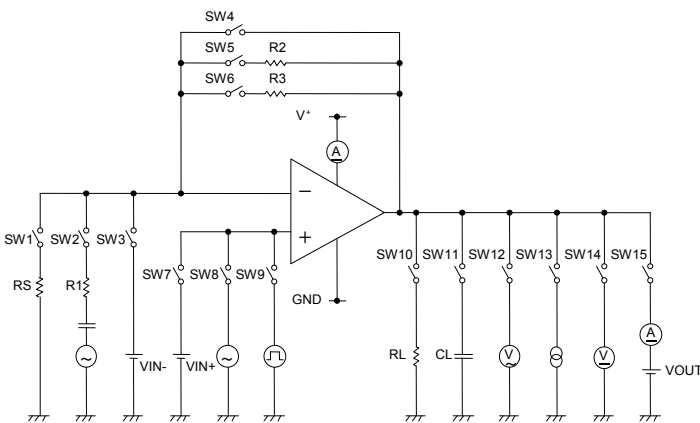 SW4
SW5 R2
SW6 R3
V+
A
−
+
SW1 SW2 SW3
SW7 SW8 SW9
SW10 SW11 SW12 SW13 SW14 SW15
RS R1
GND
A
RL CL V V
VIN- VIN+
VOUT